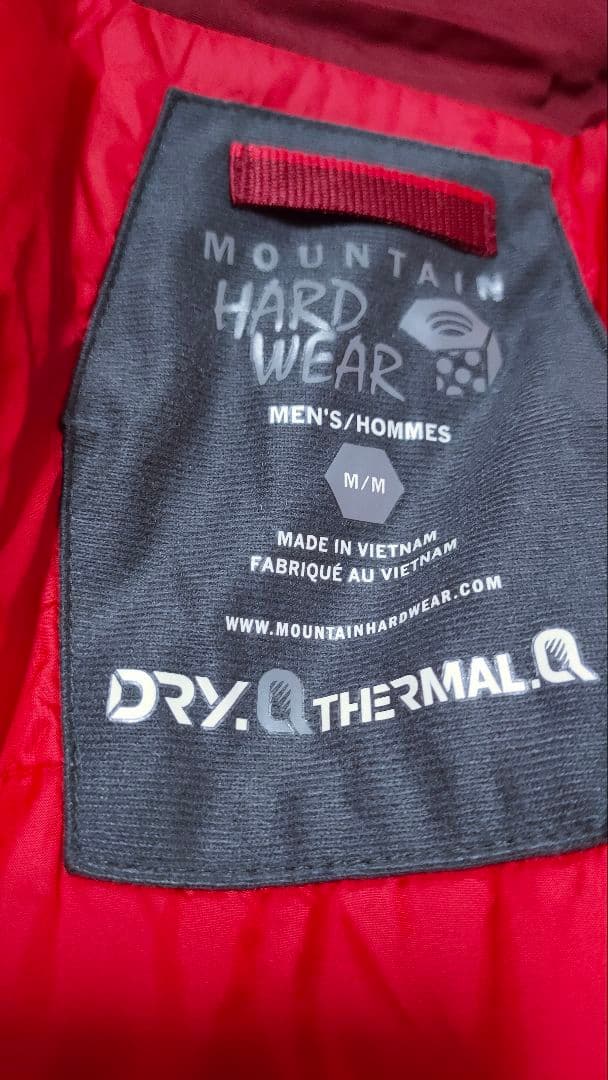 MOUNTAIN
HARD
WEAR
MEN'S/HOMMES
M/M
MADE IN VIETNAM
FABRIQUÉ AU VIETNAM
WWW.MOUNTAINHARDWEAR.COM
DRY.Q THERMAL.Q